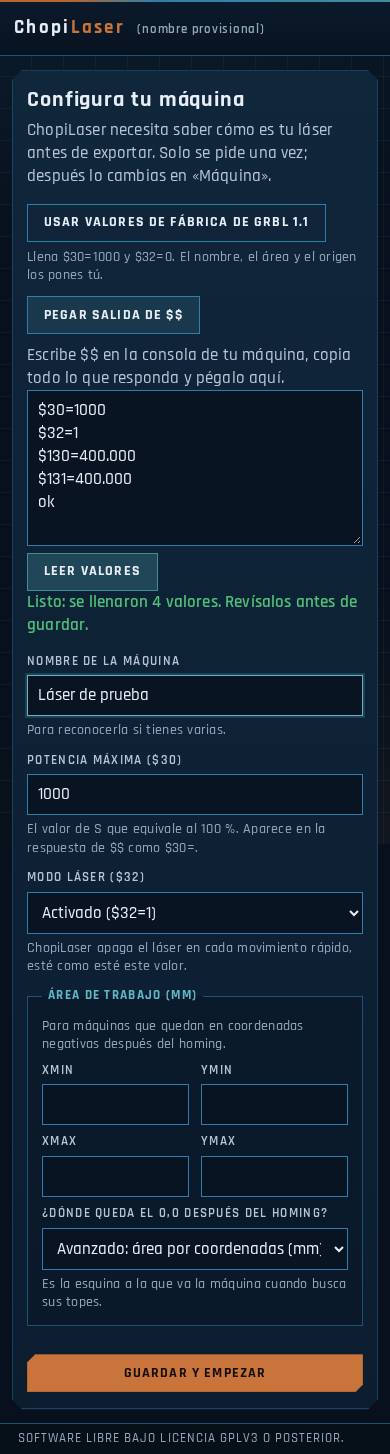 ChopiLaser (nombre provisional)
Configura tu máquina
ChopiLaser necesita saber cómo es tu láser
antes de exportar. Solo se pide una vez;
después lo cambias en «Máquina».
USAR VALORES DE FÁBRICA DE GRBL 1.1
Llena $30=1000 y $32=0. El nombre, el área y el origen
los pones tú.
PEGAR SALIDA DE $$
Escribe $$ en la consola de tu máquina, copia
todo lo que responda y pégalo aquí.
$30=1000
$32=1
$130=400.000
$131=400.000
ok
LEER VALORES
Listo: se llenaron 4 valores. Revísalos antes de
guardar.
NOMBRE DE LA MÁQUINA
Láser de prueba
Para reconocerla si tienes varias.
POTENCIA MÁXIMA ($30)
1000
El valor de S que equivale al 100 %. Aparece en la
respuesta de $$ como $30=.
MODO LÁSER ($32)
Activado ($32=1)
ChopiLaser apaga el láser en cada movimiento rápido,
esté como esté este valor.
ÁREA DE TRABAJO (MM)
Para máquinas que quedan en coordenadas
negativas después del homing.
XMIN YMIN
XMAX YMAX
¿DÓNDE QUEDA EL 0,0 DESPUÉS DEL HOMING?
Avanzado: área por coordenadas (mm)
Es la esquina a la que va la máquina cuando busca
sus topes.
GUARDAR Y EMPEZAR
SOFTWARE LIBRE BAJO LICENCIA GPLV3 O POSTERIOR.